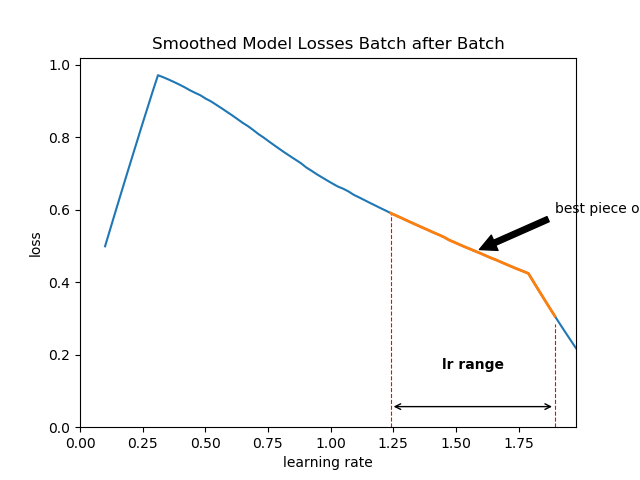 Smoothed Model Losses Batch after Batch
1.0
0.8
0.6
0.4
0.2
0.0
loss
best piece o
lr range
0.00 0.25 0.50 0.75 1.00 1.25 1.50 1.75
learning rate